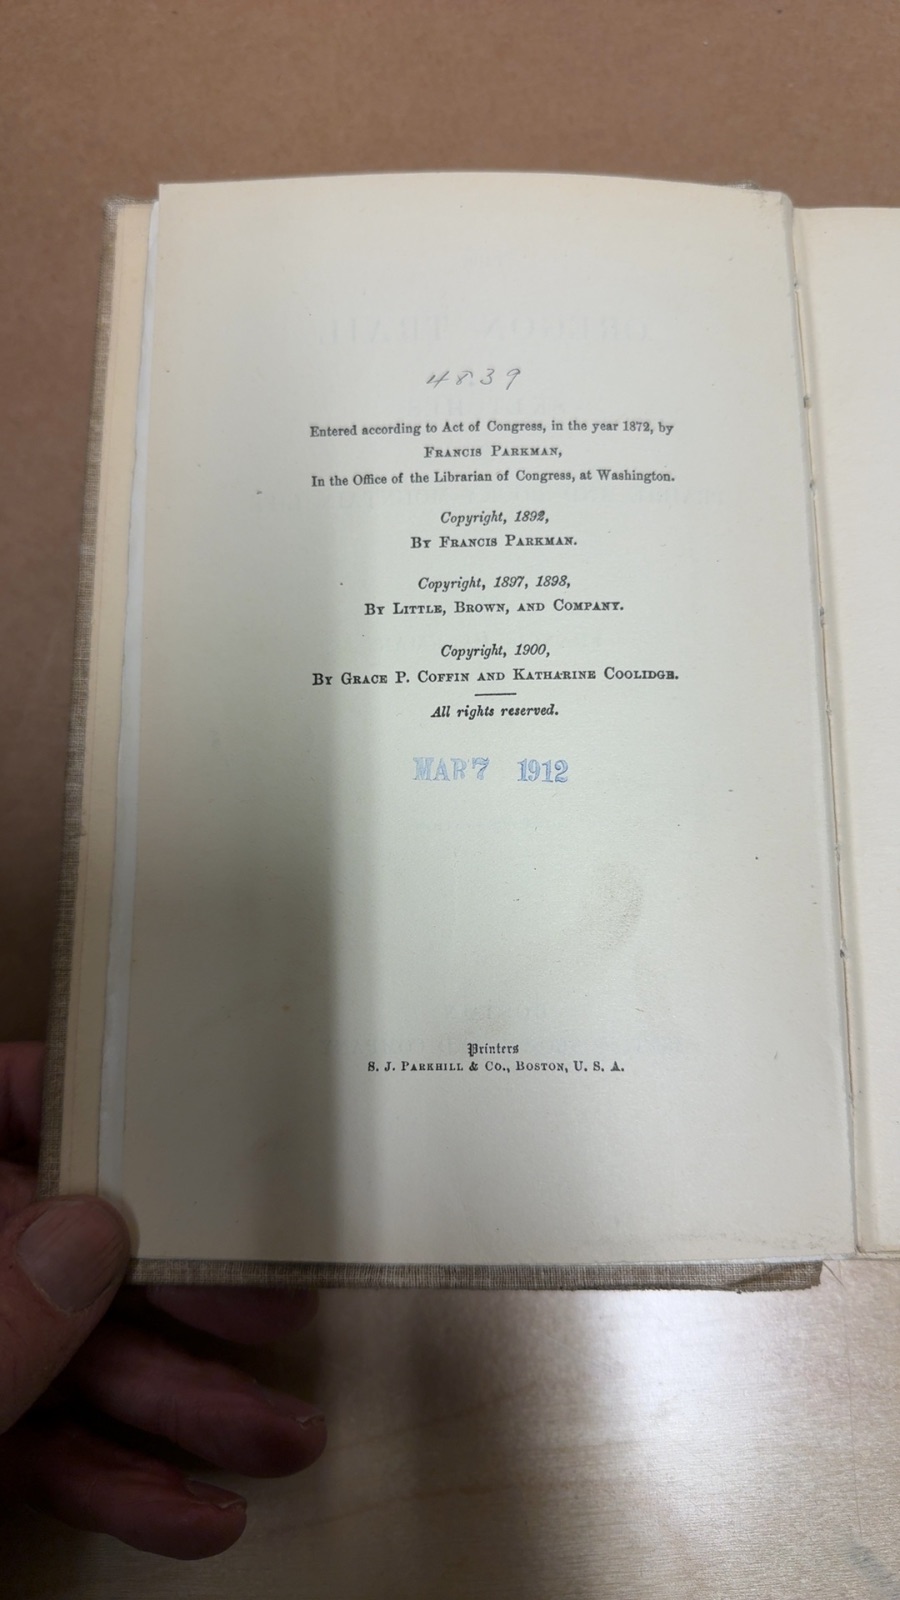 4839
Entered according to Act of Congress, in the year 1872, by
FRANCIS PARKMAN,
In the Office of the Librarian of Congress, at Washington.
Copyright, 1892,
BY FRANCIS PARKMAN.
Copyright, 1897, 1898,
BY LITTLE, BROWN, AND COMPANY.
Copyright, 1900,
BY GRACE P. COFFIN AND KATHARINE COOLIDGE.
All rights reserved.
MAR 7 1912
Printers
S. J. PARKHILL & CO., BOSTON, U. S. A.